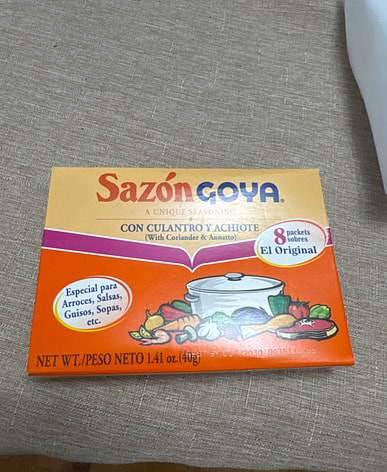 Sazón GOYA®
A UNIQUE SEASONING
CON CULANTRO Y ACHIOTE
(With Coriander & Annatto)
8 packets
sobres
El Original
Especial para
Arroces, Salsas,
Guisos, Sopas,
etc.
NET WT./PESO NETO 1.41 oz.(40g)